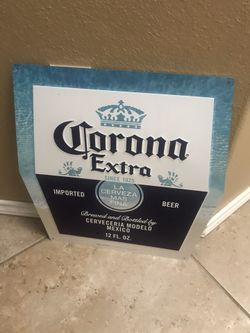 Corona
Extra
SINCE 1925
LA
CERVEZA
MAS
FINA
IMPORTED
BEER
Brewed and Bottled by
CERVECERIA MODELO
MEXICO
12 FL. OZ.